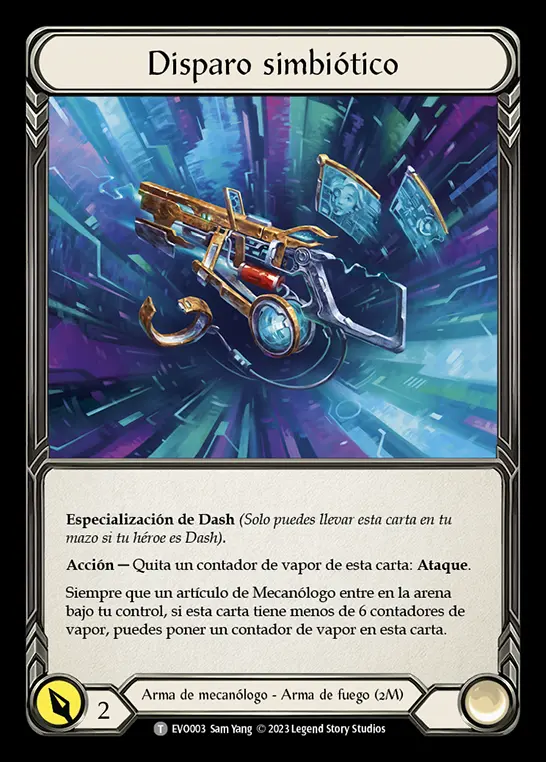 Disparo simbiótico
Especialización de Dash (Solo puedes llevar esta carta en tu
mazo si tu héroe es Dash).
Acción — Quita un contador de vapor de esta carta: Ataque.
Siempre que un artículo de Mecanólogo entre en la arena
bajo tu control, si esta carta tiene menos de 6 contadores de
vapor, puedes poner un contador de vapor en esta carta.
2
Arma de mecanólogo - Arma de fuego (2M)
T EVO003 Sam Yang © 2023 Legend Story Studios